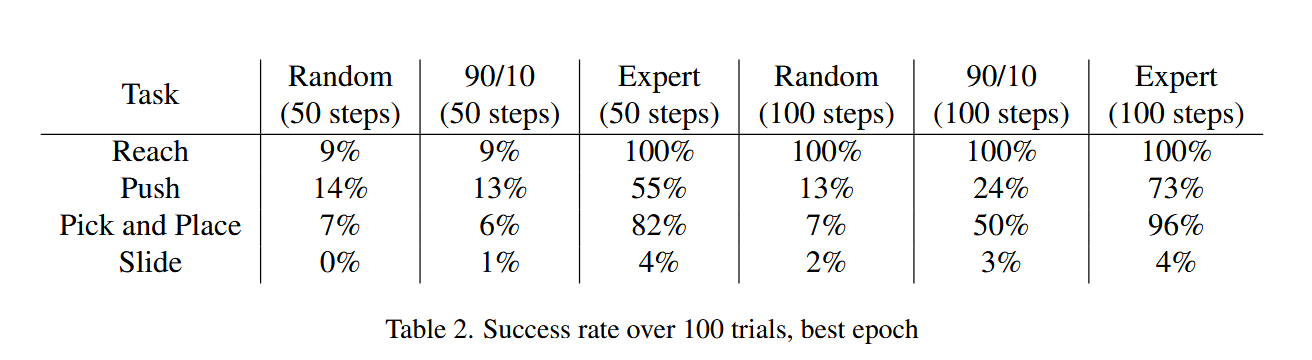 Task Random 90/10 Expert Random 90/10 Expert
(50 steps) (50 steps) (50 steps) (100 steps) (100 steps) (100 steps)
Reach 9% 9% 100% 100% 100% 100%
Push 14% 13% 55% 13% 24% 73%
Pick and Place 7% 6% 82% 7% 50% 96%
Slide 0% 1% 4% 2% 3% 4%
Table 2. Success rate over 100 trials, best epoch